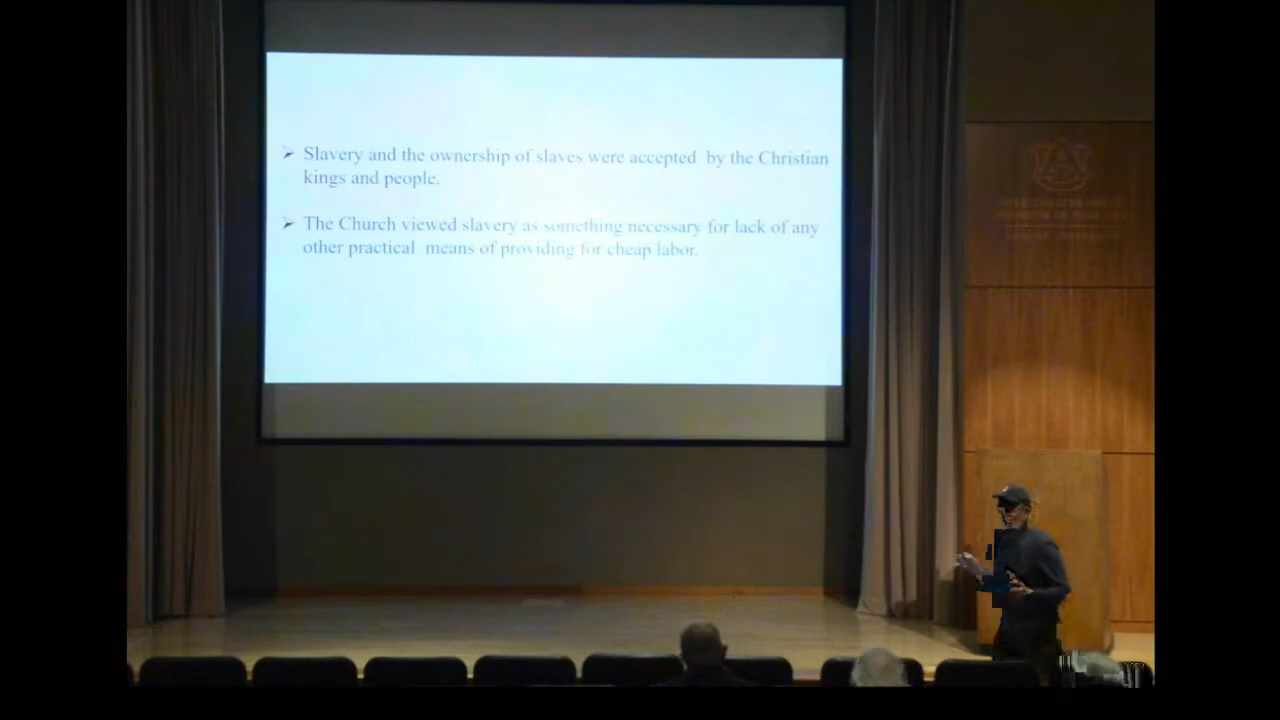 Slavery and the ownership of slaves were accepted by the Christian
kings and people.
The Church viewed slavery as something necessary for lack of any
other practical means of providing for cheap labor.